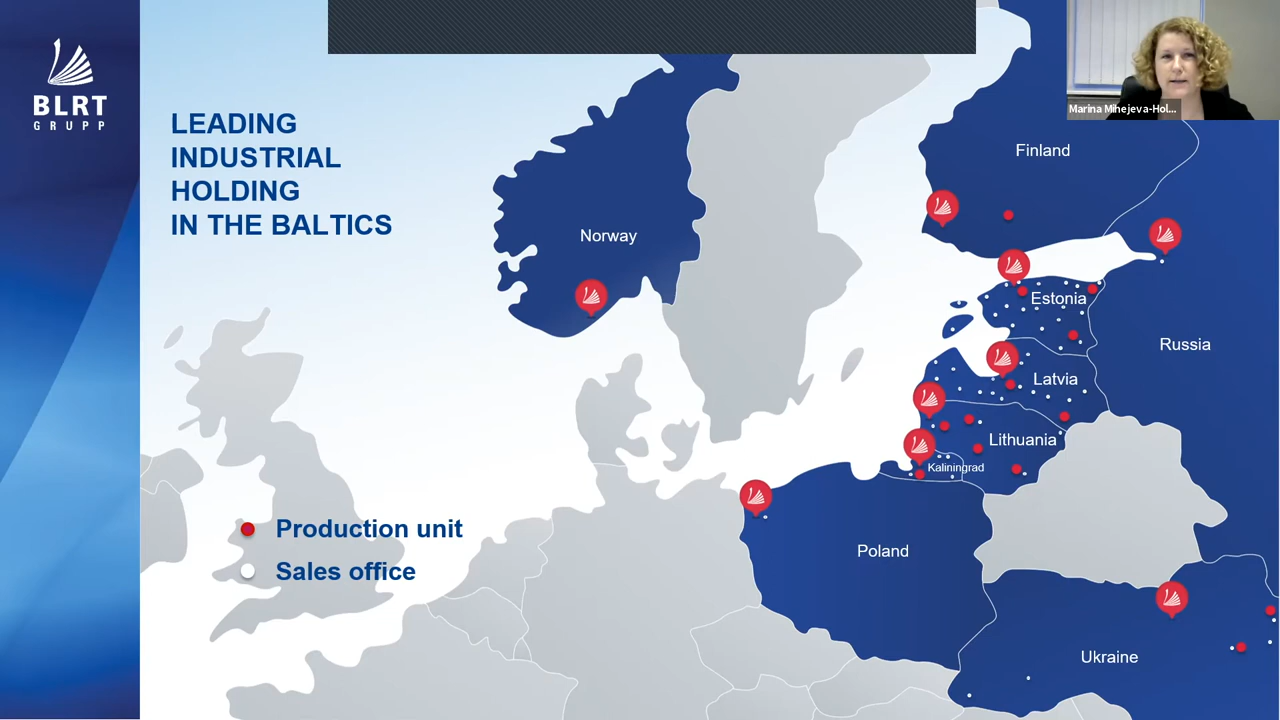 BLRT
GRUPP
LEADING
INDUSTRIAL
HOLDING
IN THE BALTICS
Marina Mihejeva-Hol...
Finland
Norway
Estonia
Russia
Latvia
Lithuania
Kaliningrad
Production unit
Poland
Sales office
Ukraine